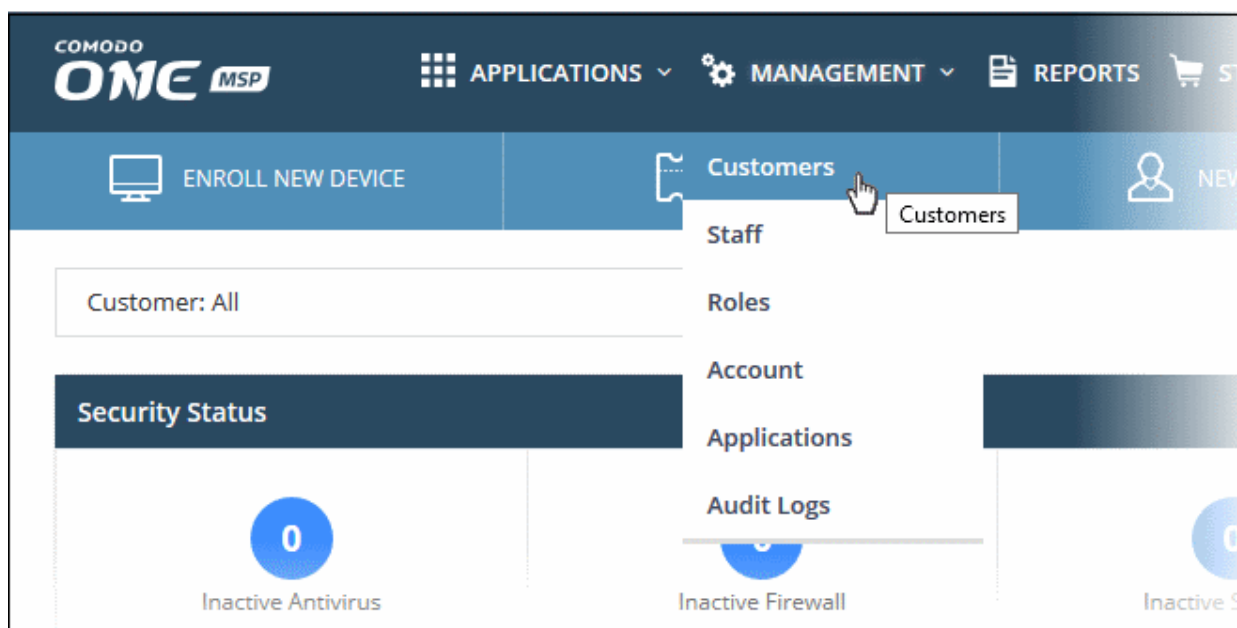 COMODO
ONE MSP
APPLICATIONS MANAGEMENT REPORTS
ENROLL NEW DEVICE
Customers
Customers
Staff
Customer: All
Roles
Account
Security Status
Applications
Audit Logs
0
Inactive Antivirus Inactive Firewall Inactive